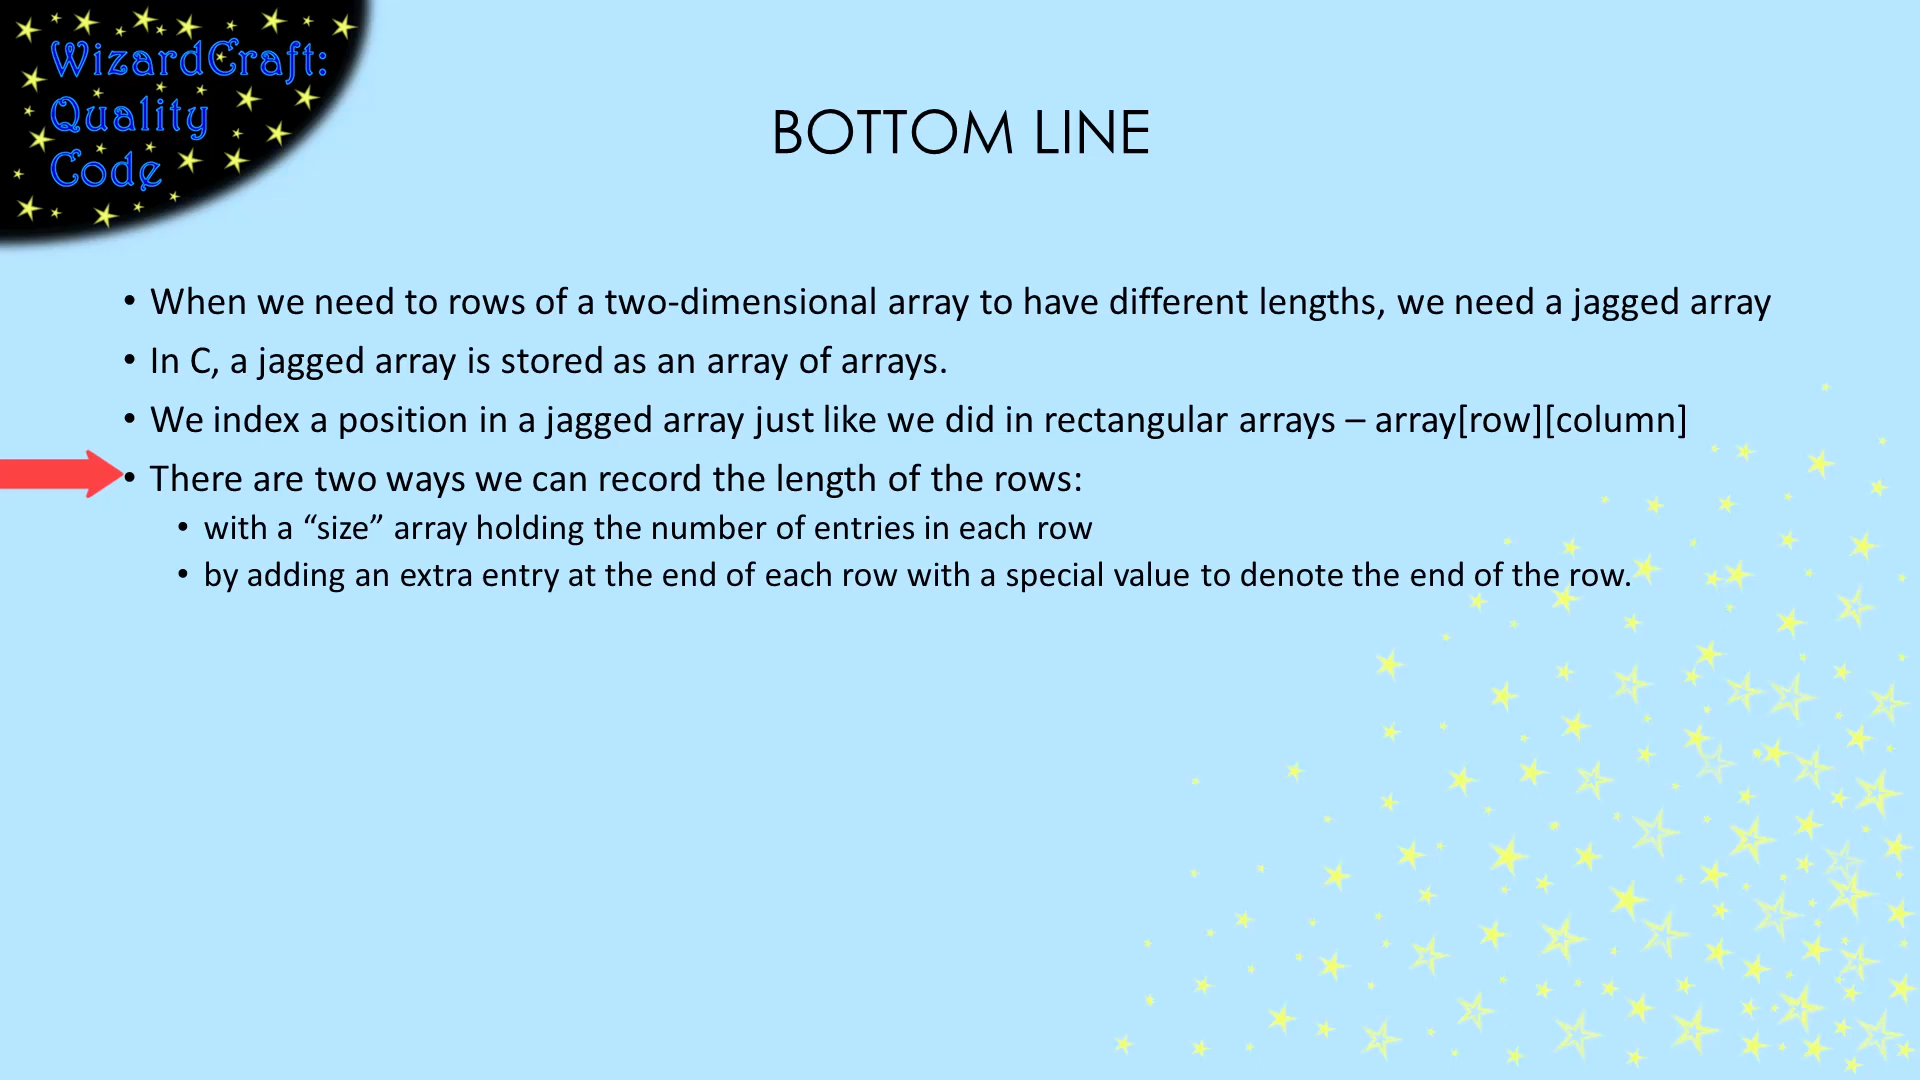 WizardCraft:
Quality
Code
BOTTOM LINE
• When we need to rows of a two-dimensional array to have different lengths, we need a jagged array
• In C, a jagged array is stored as an array of arrays.
• We index a position in a jagged array just like we did in rectangular arrays – array[row][column]
• There are two ways we can record the length of the rows:
• with a “size” array holding the number of entries in each row
• by adding an extra entry at the end of each row with a special value to denote the end of the row.